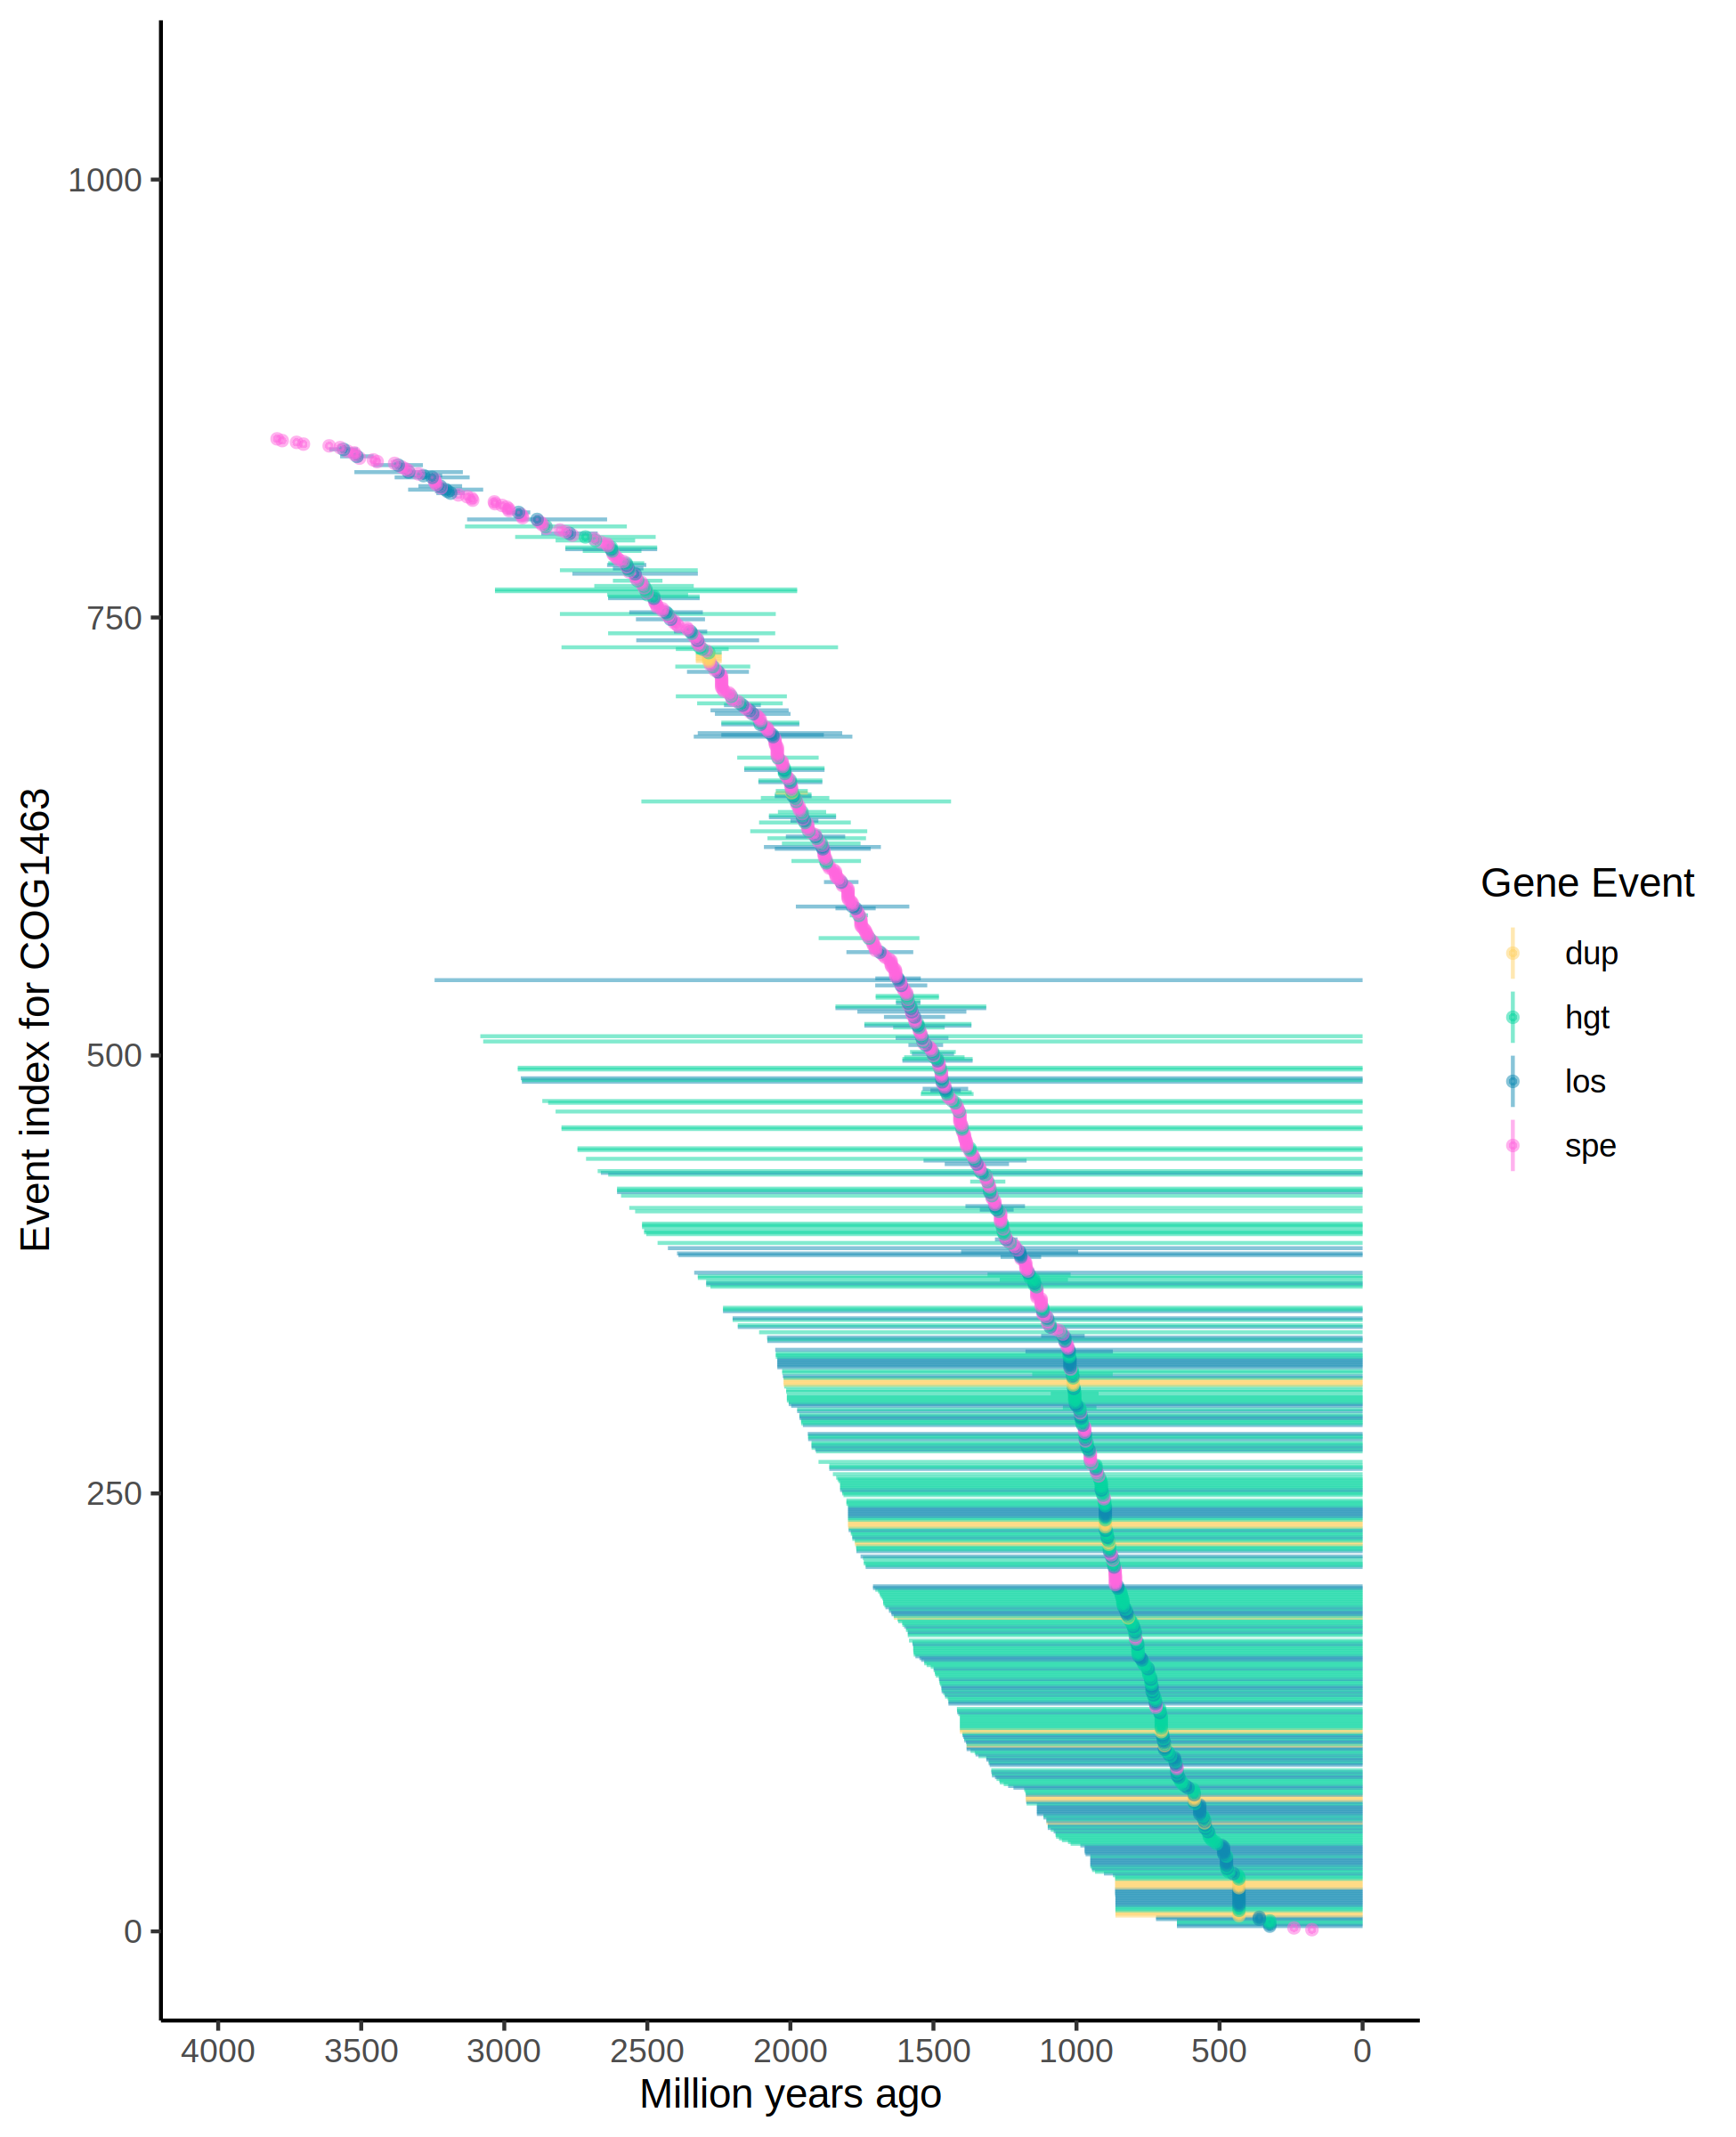 1000
750
500
250
0
Event index for COG1463
4000 3500 3000 2500 2000 1500 1000 500 0
Million years ago
Gene Event
dup
hgt
los
spe